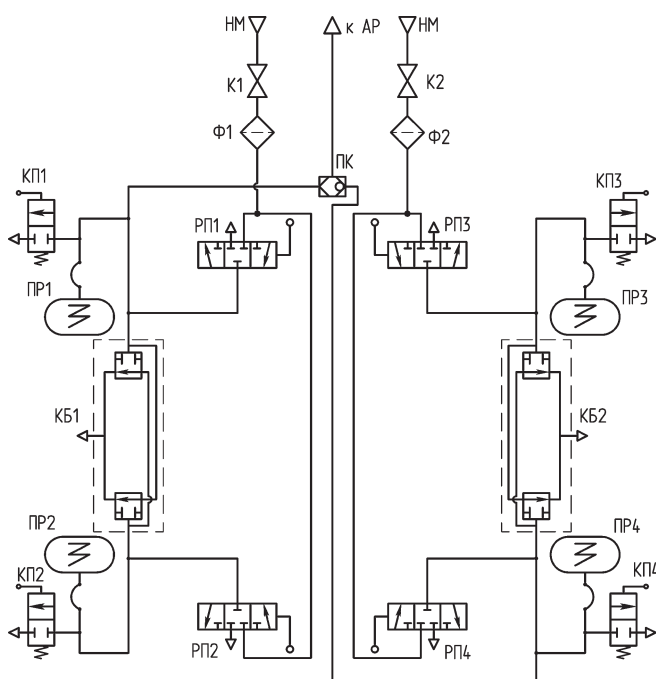 НМ
к АР
НМ
К1
К2
Ф1
Ф2
КП1
ПК
КП3
РП1
РП3
ПР1
ПР3
КБ1
КБ2
ПР2
ПР4
КП2
КП4
РП2
РП4